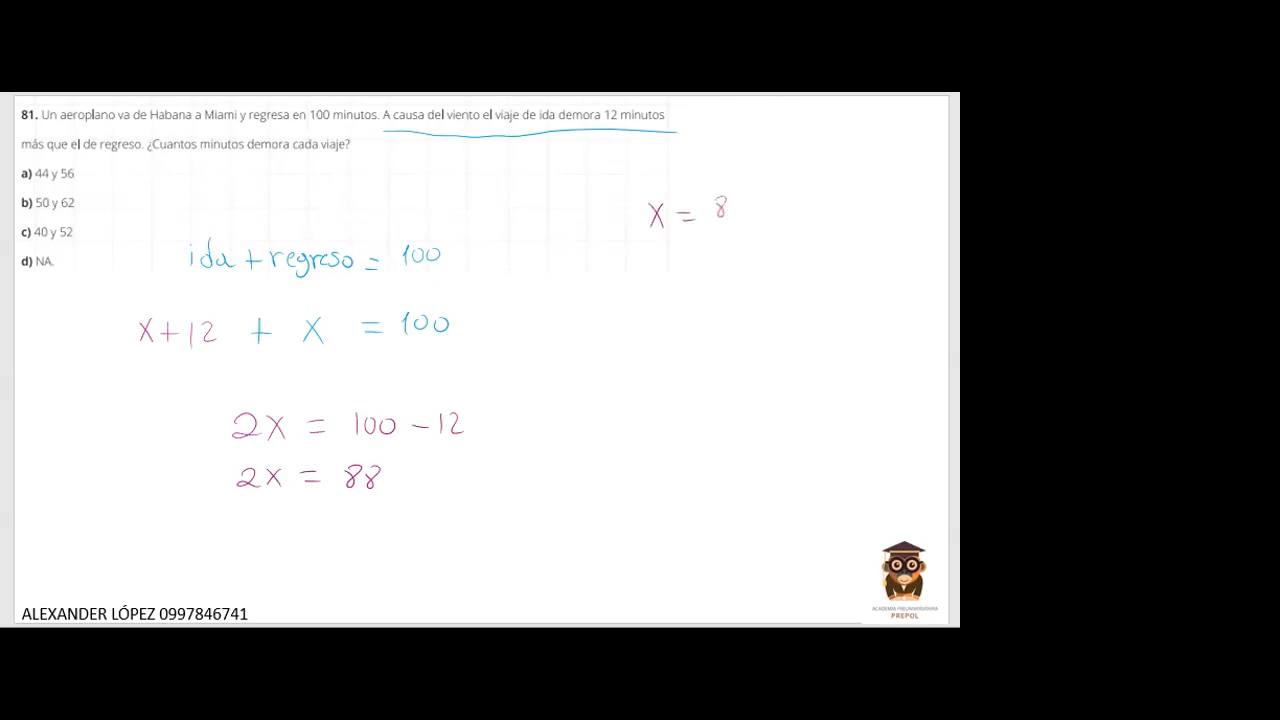 81. Un aeroplano va de Habana a Miami y regresa en 100 minutos. A causa del viento el viaje de ida demora 12 minutos
más que el de regreso. ¿Cuantos minutos demora cada viaje?
a) 44 y 56
b) 50 y 62
c) 40 y 52
d) NA.
x = 8
ida + regreso = 100
x + 12 + x = 100
2x = 100 - 12
2x = 88
ACADEMIA PREUNIVERSITARIA
PREPOL
ALEXANDER LÓPEZ 0997846741